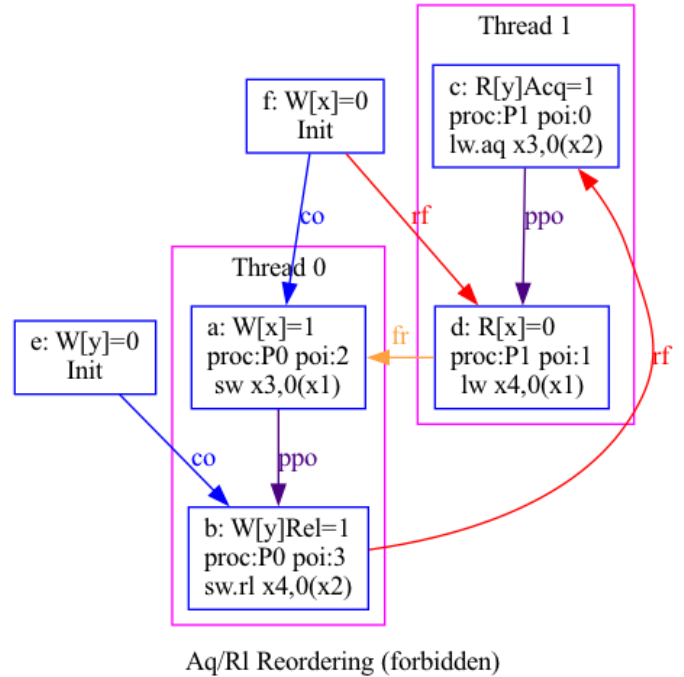 Thread 1
c: R[y]Acq=1
proc:P1 poi:0
lw.aq x3,0(x2)
f: W[x]=0
Init
co
rf
ppo
Thread 0
a: W[x]=1
proc:P0 poi:2
sw x3,0(x1)
fr
d: R[x]=0
proc:P1 poi:1
lw x4,0(x1)
rf
e: W[y]=0
Init
co
ppo
b: W[y]Rel=1
proc:P0 poi:3
sw.rl x4,0(x2)
Aq/Rl Reordering (forbidden)